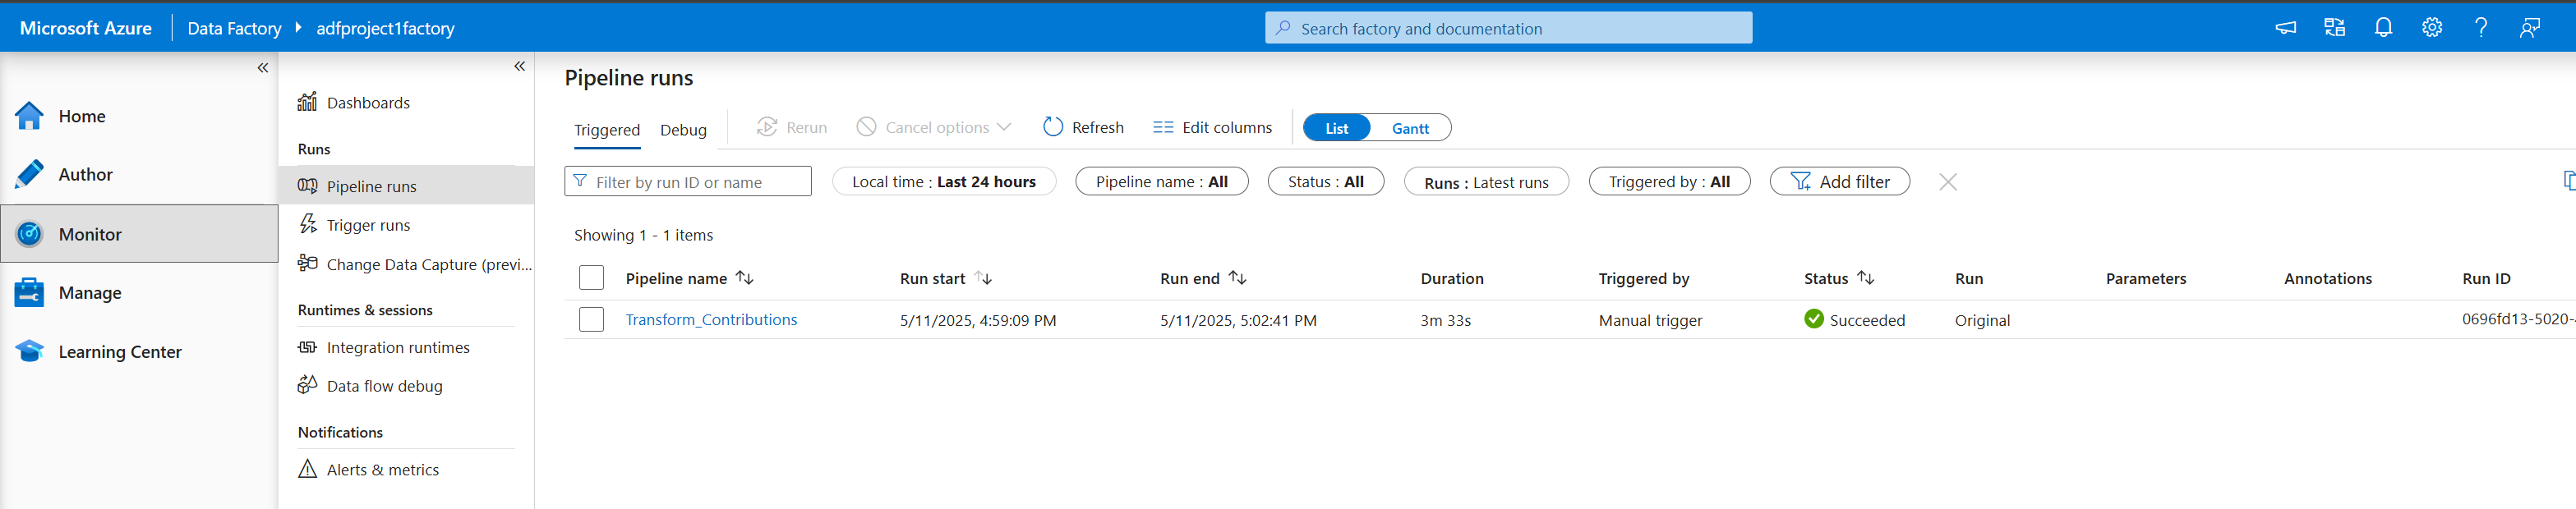 Microsoft Azure
Data Factory
adfproject1factory
Search factory and documentation
Home
Author
Monitor
Manage
Learning Center
Dashboards
Runs
Pipeline runs
Trigger runs
Change Data Capture (previ...
Runtimes & sessions
Integration runtimes
Data flow debug
Notifications
Alerts & metrics
Pipeline runs
Triggered Debug Rerun Cancel options Refresh Edit columns List Gantt
Filter by run ID or name Local time : Last 24 hours Pipeline name : All Status : All Runs : Latest runs Triggered by : All Add filter
Showing 1 - 1 items
Pipeline name Run start Run end Duration Triggered by Status Run Parameters Annotations Run ID
Transform_Contributions 5/11/2025, 4:59:09 PM 5/11/2025, 5:02:41 PM 3m 33s Manual trigger Succeeded Original 0696fd13-5020-